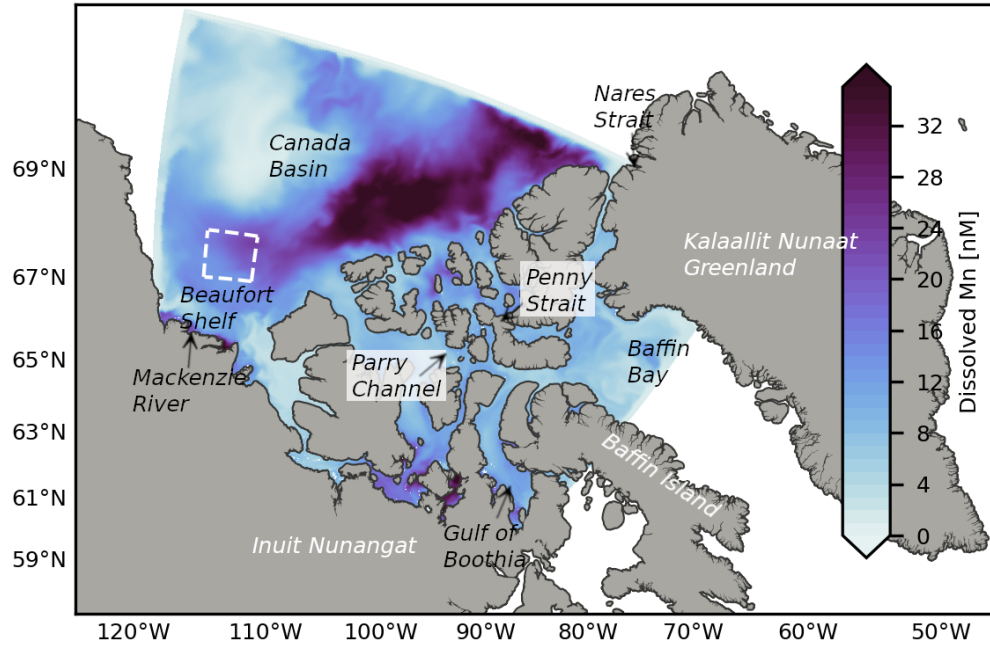 Nares
Strait
Canada
Basin
Kalaallit Nunaat
Greenland
Penny
Strait
Beaufort
Shelf
Baffin
Bay
Parry
Channel
Mackenzie
River
Baffin Island
Gulf of
Boothia
Inuit Nunangat
69°N
67°N
65°N
63°N
61°N
59°N
120°W 110°W 100°W 90°W 80°W 70°W 60°W 50°W
32
28
24
20
16
12
8
4
0
Dissolved Mn [nM]